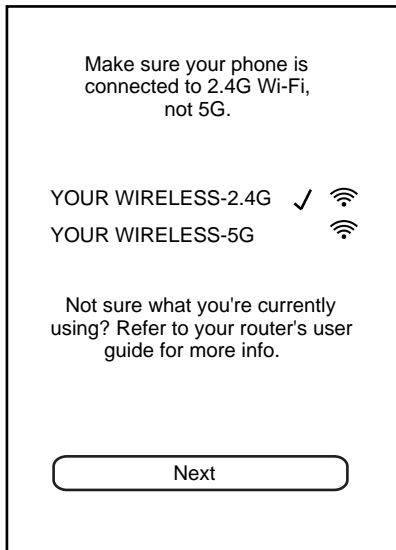 Make sure your phone is
connected to 2.4G Wi-Fi,
not 5G.
YOUR WIRELESS-2.4G
YOUR WIRELESS-5G
Not sure what you're currently
using? Refer to your router's user
guide for more info.
Next